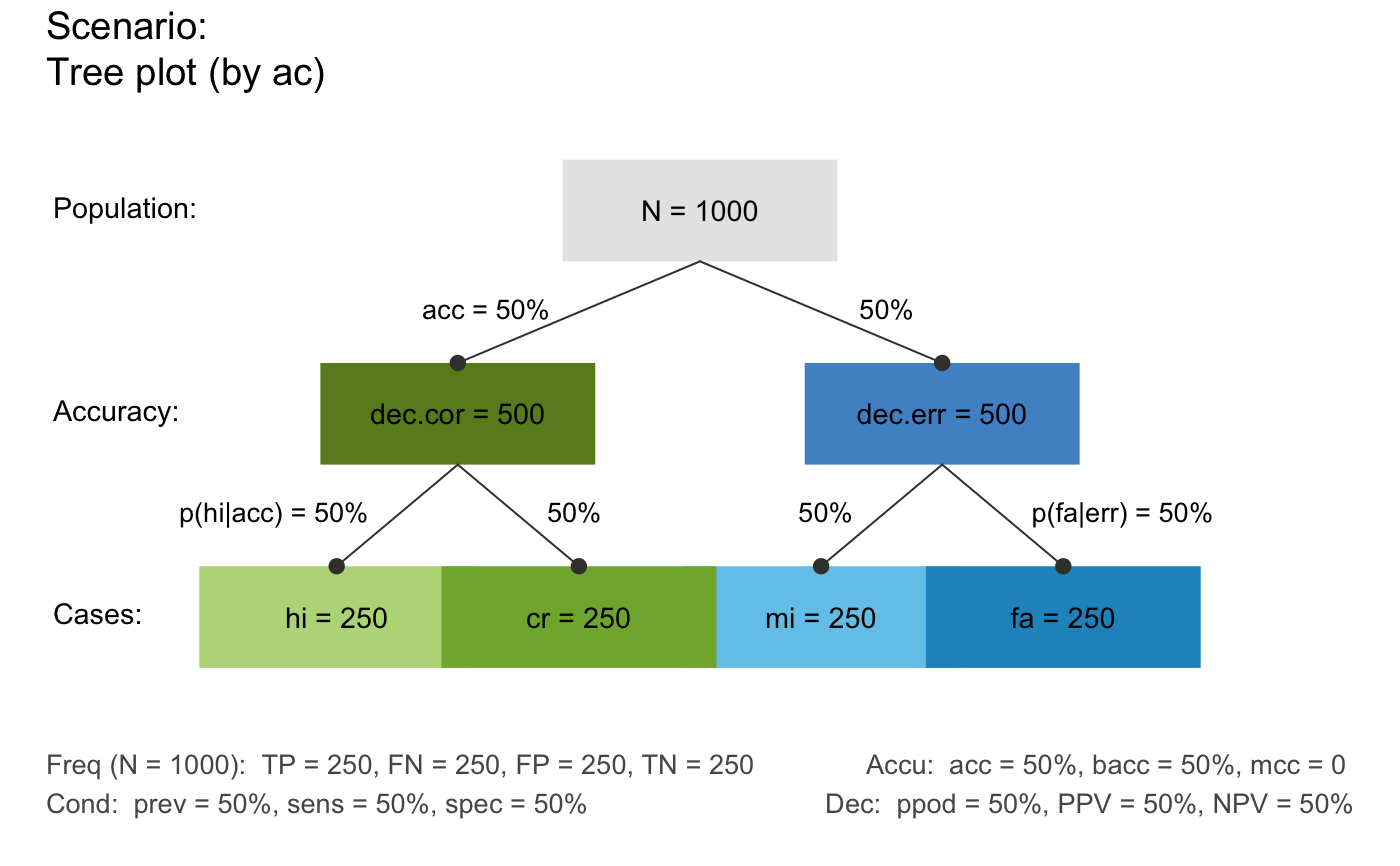 Scenario:
Tree plot (by ac)
Population:
N = 1000
acc = 50%
50%
Accuracy:
dec.cor = 500
dec.err = 500
p(hi|acc) = 50%
50%
50%
p(fa|err) = 50%
Cases:
hi = 250
cr = 250
mi = 250
fa = 250
Freq (N = 1000):  TP = 250, FN = 250, FP = 250, TN = 250
Accu:  acc = 50%, bacc = 50%, mcc = 0
Cond:  prev = 50%, sens = 50%, spec = 50%
Dec:  ppod = 50%, PPV = 50%, NPV = 50%